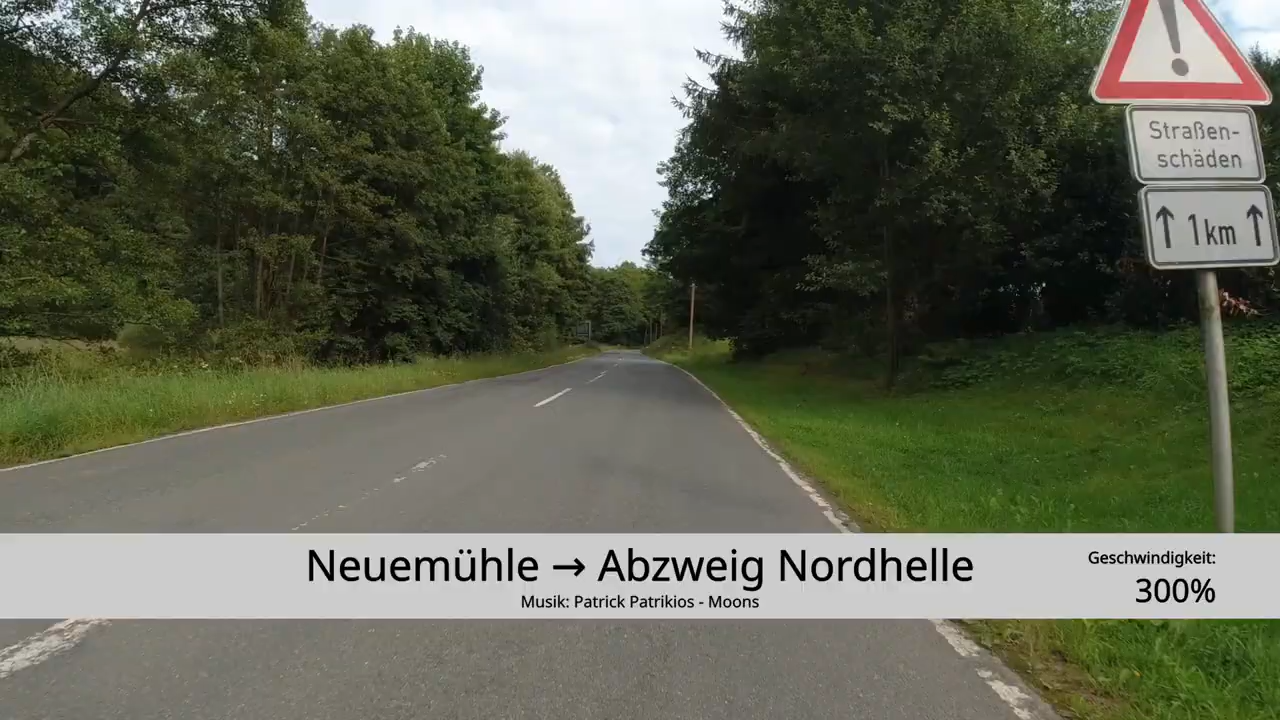 Straßen-
schäden
↑ 1 km ↑
Neuemühle → Abzweig Nordhelle
Musik: Patrick Patrikios - Moons
Geschwindigkeit:
300%